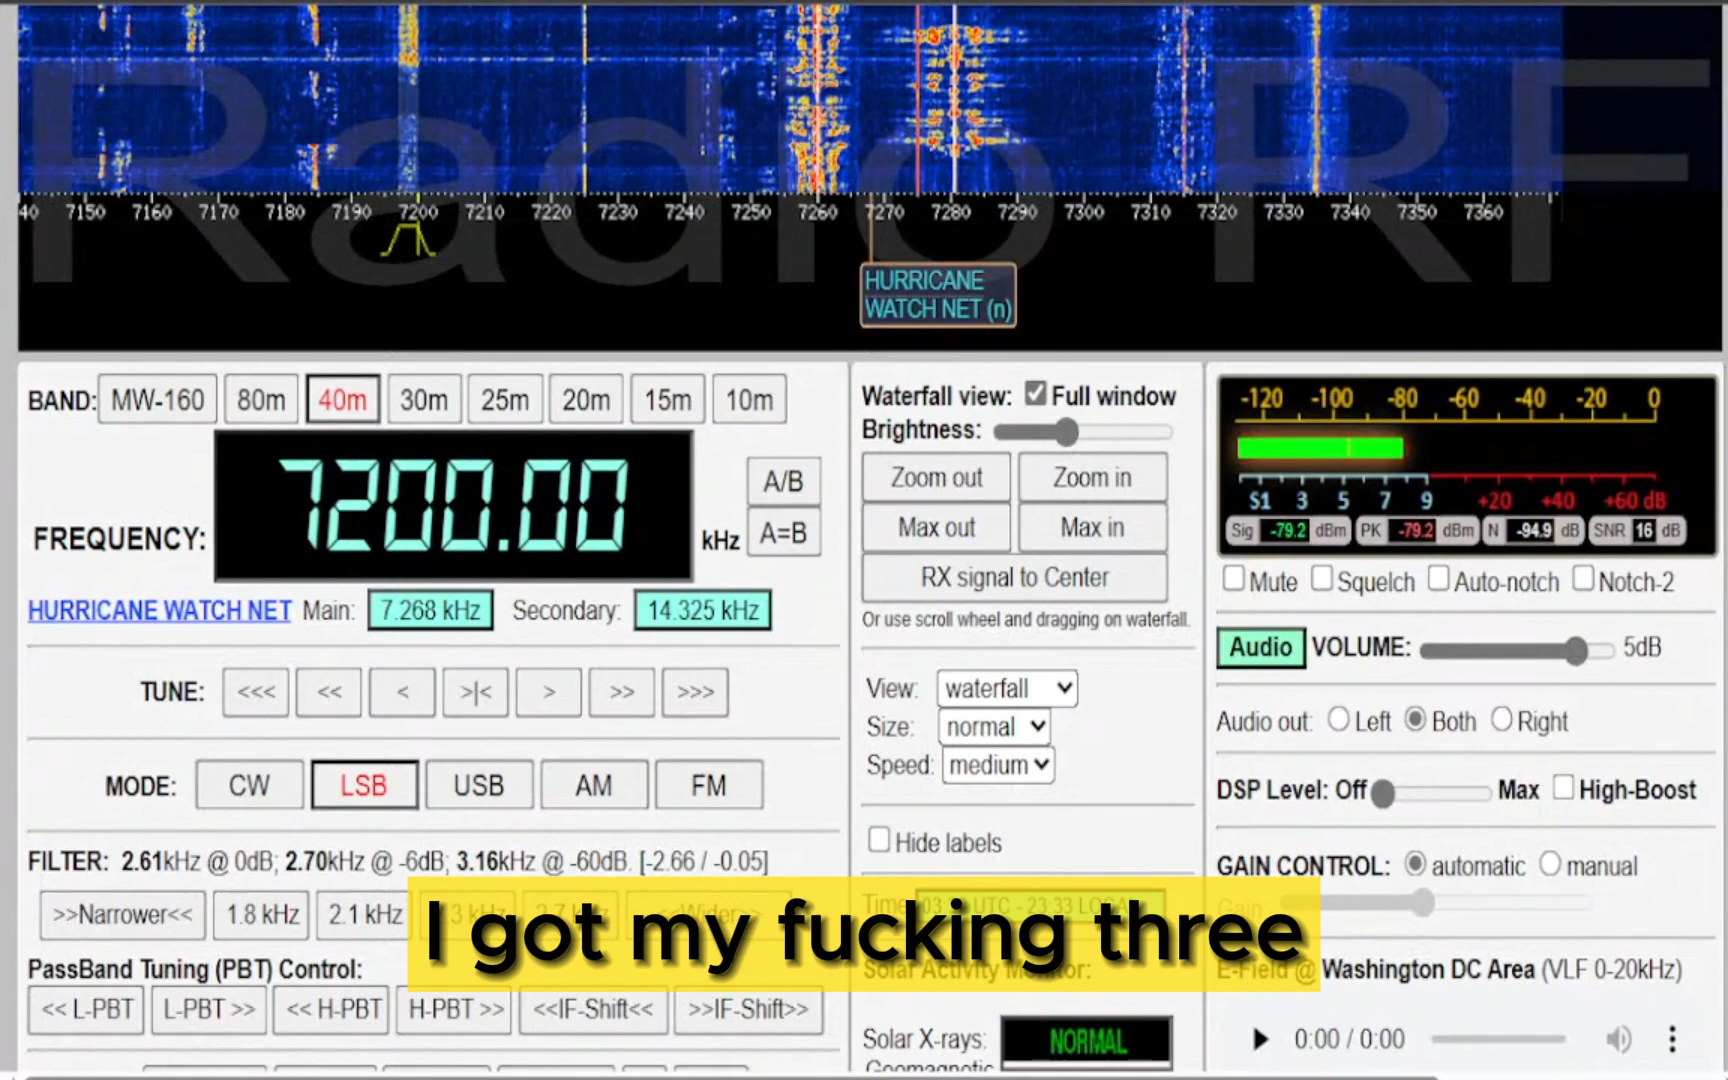 Radio RF
40 7150 7160 7170 7180 7190 7200 7210 7220 7230 7240 7250 7260 7270 7280 7290 7300 7310 7320 7330 7340 7350 7360
HURRICANE
WATCH NET (n)
BAND: MW-160 80m 40m 30m 25m 20m 15m 10m
FREQUENCY: 7200.00 kHz A/B
A=B
HURRICANE WATCH NET Main: 7.268 kHz Secondary: 14.325 kHz
TUNE: <<< << < >|< > >> >>>
MODE: CW LSB USB AM FM
FILTER: 2.61kHz @ 0dB; 2.70kHz @ -6dB; 3.16kHz @ -60dB. [-2.66 / -0.05]
>>Narrower<< 1.8 kHz 2.1 kHz
PassBand Tuning (PBT) Control:
<< L-PBT L-PBT >> << H-PBT H-PBT >> <<IF-Shift<< >>IF-Shift>>
Waterfall view: Full window
Brightness:
Zoom out Zoom in
Max out Max in
RX signal to Center
Or use scroll wheel and dragging on waterfall.
View: waterfall
Size: normal
Speed: medium
Hide labels
I got my fucking three
Solar Activity Monitor:
Solar X-rays: NORMAL
Geomagnetic
-120 -100 -80 -60 -40 -20 0
S1 3 5 7 9 +20 +40 +60 dB
Sig -79.2 dBm PK -79.2 dBm N -94.9 dB SNR 16 dB
Mute Squelch Auto-notch Notch-2
Audio VOLUME: 5dB
Audio out: Left Both Right
DSP Level: Off Max High-Boost
GAIN CONTROL: automatic manual
Gain:
E-Field @ Washington DC Area (VLF 0-20kHz)
0:00 / 0:00